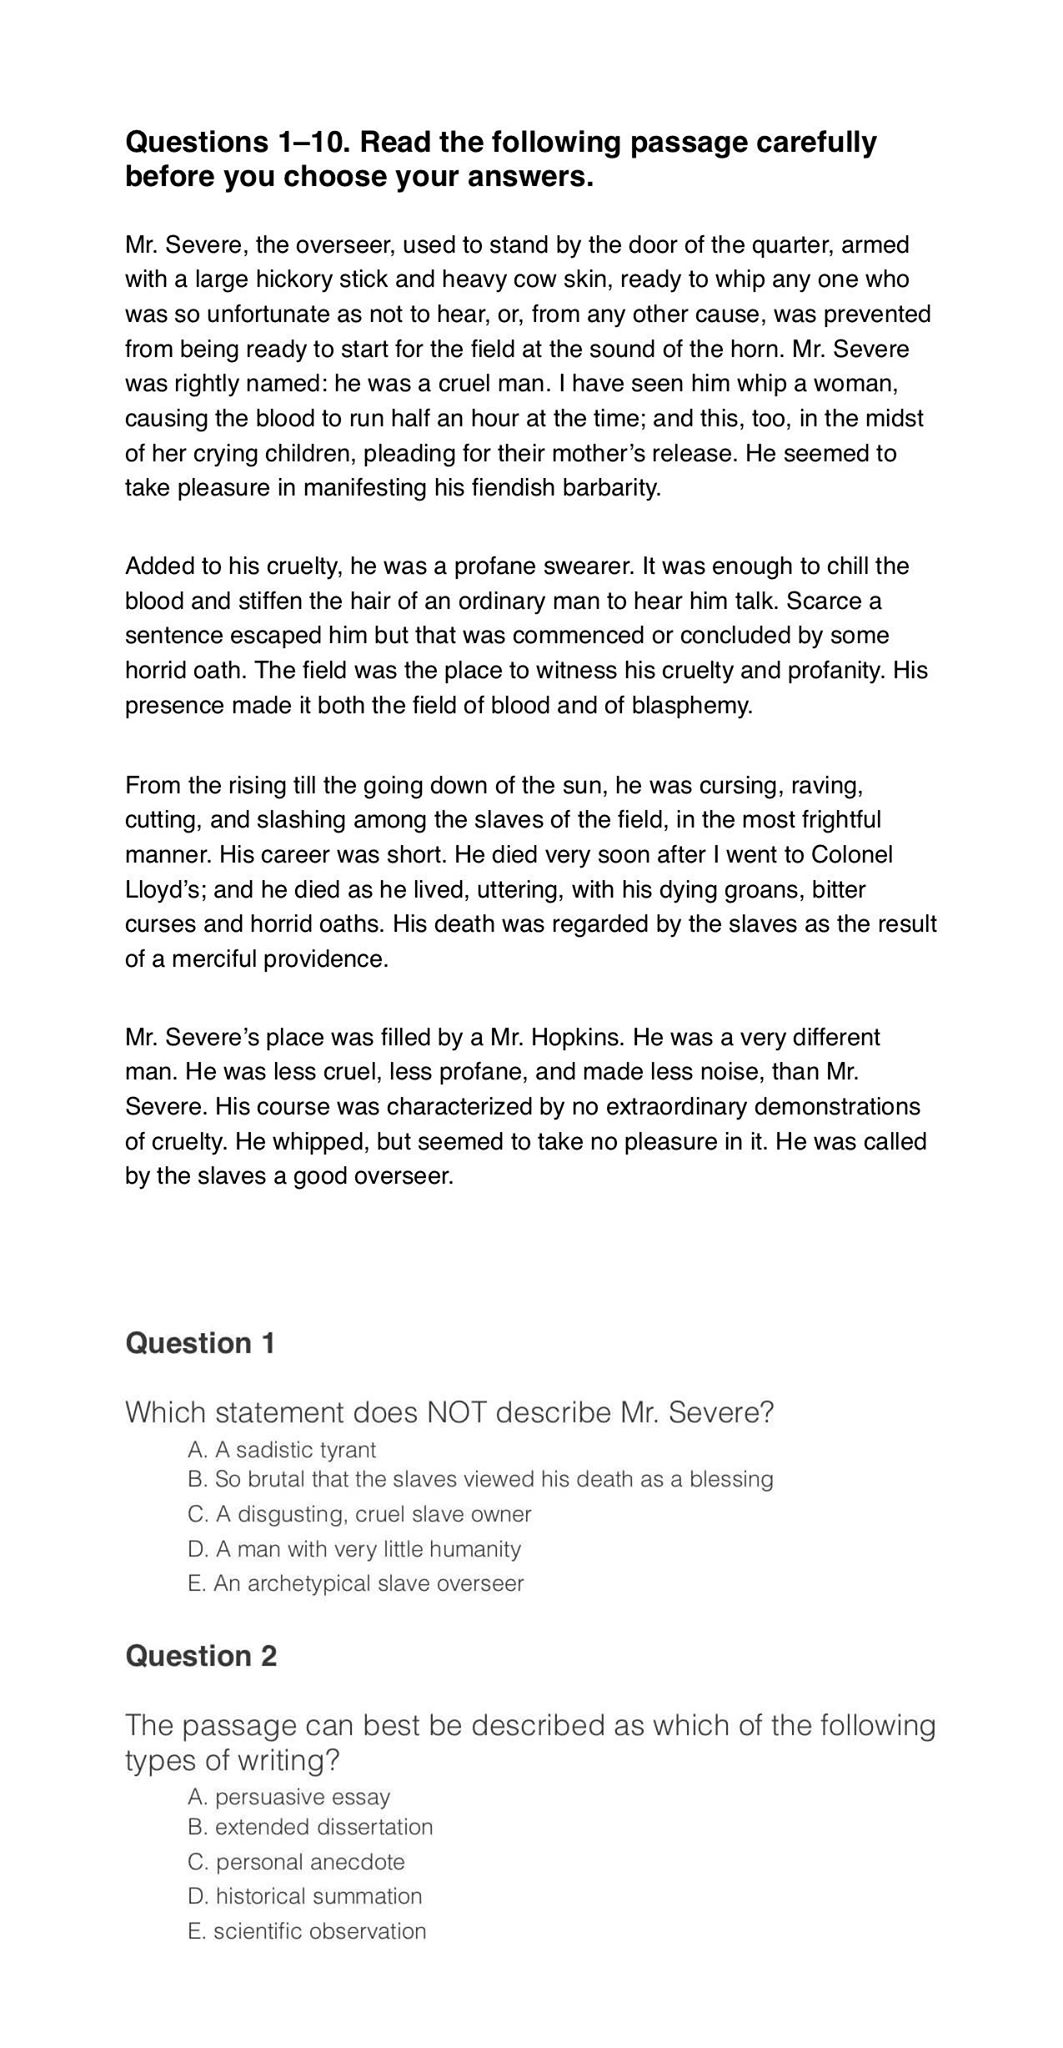 Questions 1–10. Read the following passage carefully
before you choose your answers.
Mr. Severe, the overseer, used to stand by the door of the quarter, armed
with a large hickory stick and heavy cow skin, ready to whip any one who
was so unfortunate as not to hear, or, from any other cause, was prevented
from being ready to start for the field at the sound of the horn. Mr. Severe
was rightly named: he was a cruel man. I have seen him whip a woman,
causing the blood to run half an hour at the time; and this, too, in the midst
of her crying children, pleading for their mother’s release. He seemed to
take pleasure in manifesting his fiendish barbarity.
Added to his cruelty, he was a profane swearer. It was enough to chill the
blood and stiffen the hair of an ordinary man to hear him talk. Scarce a
sentence escaped him but that was commenced or concluded by some
horrid oath. The field was the place to witness his cruelty and profanity. His
presence made it both the field of blood and of blasphemy.
From the rising till the going down of the sun, he was cursing, raving,
cutting, and slashing among the slaves of the field, in the most frightful
manner. His career was short. He died very soon after I went to Colonel
Lloyd’s; and he died as he lived, uttering, with his dying groans, bitter
curses and horrid oaths. His death was regarded by the slaves as the result
of a merciful providence.
Mr. Severe’s place was filled by a Mr. Hopkins. He was a very different
man. He was less cruel, less profane, and made less noise, than Mr.
Severe. His course was characterized by no extraordinary demonstrations
of cruelty. He whipped, but seemed to take no pleasure in it. He was called
by the slaves a good overseer.
Question 1
Which statement does NOT describe Mr. Severe?
A. A sadistic tyrant
B. So brutal that the slaves viewed his death as a blessing
C. A disgusting, cruel slave owner
D. A man with very little humanity
E. An archetypical slave overseer
Question 2
The passage can best be described as which of the following
types of writing?
A. persuasive essay
B. extended dissertation
C. personal anecdote
D. historical summation
E. scientific observation